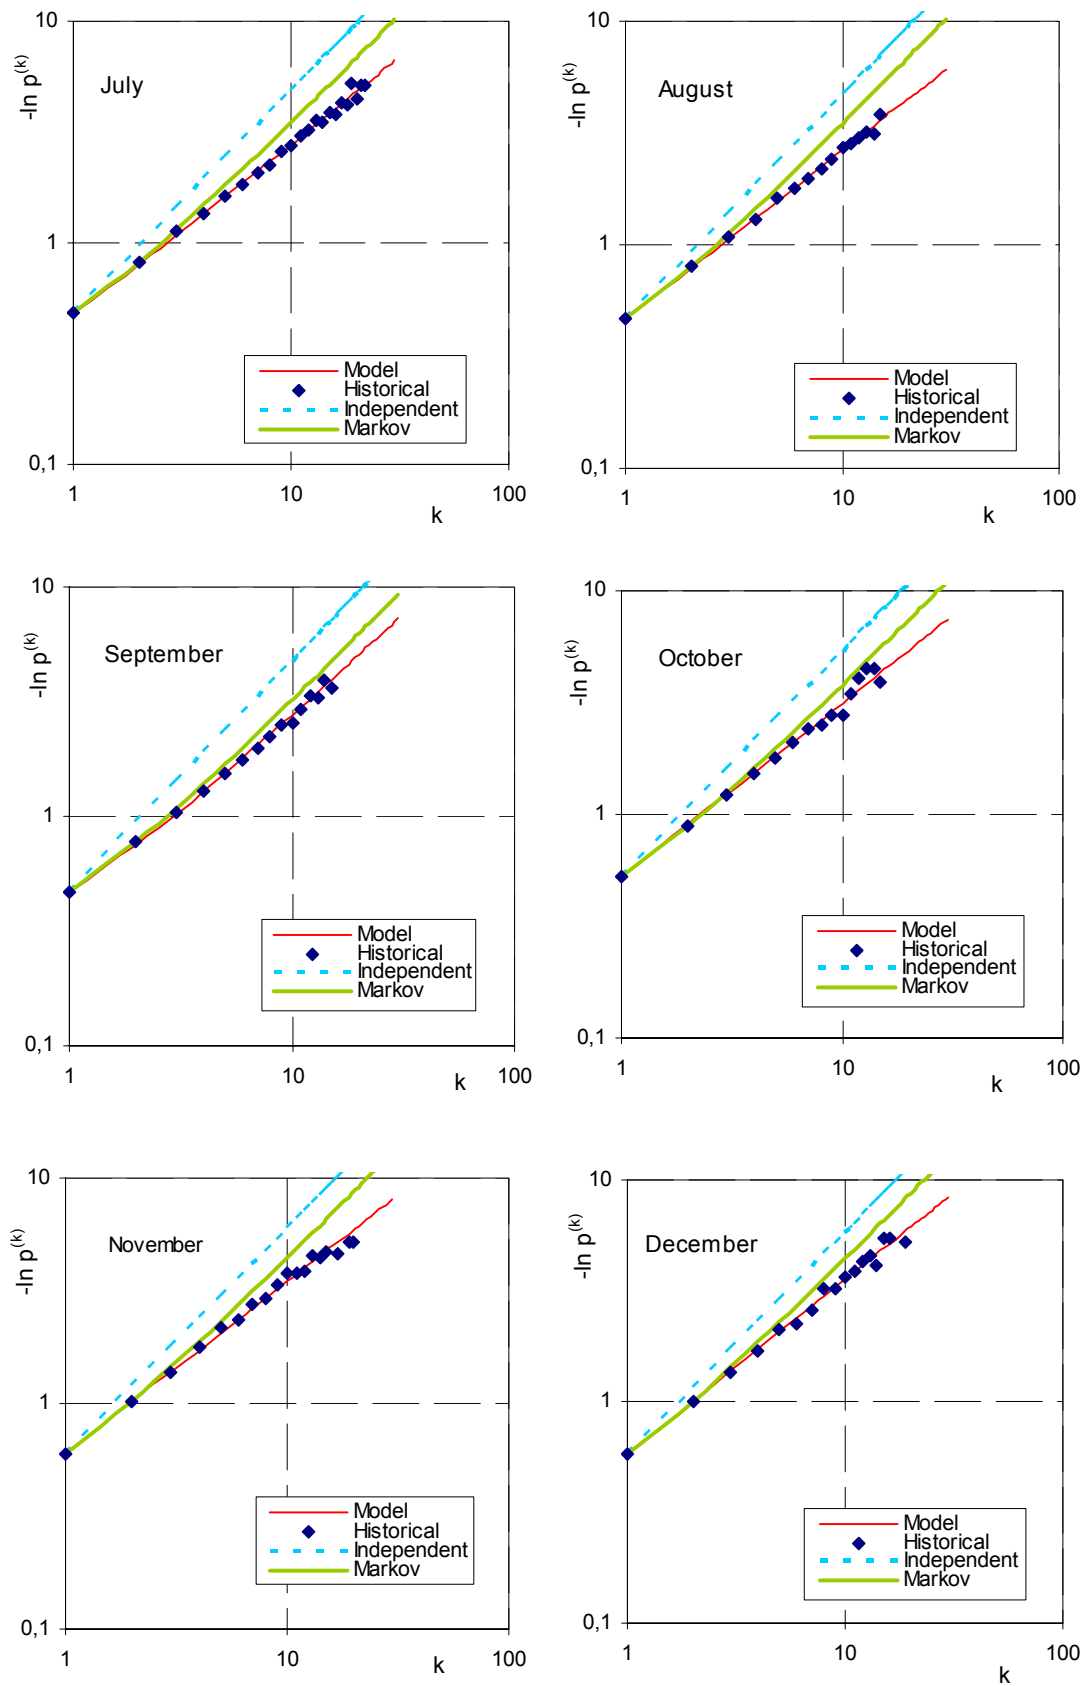 10
-ln p(k)
July
1
Model
Historical
Independent
Markov
0,1
1
10
100
k
10
-ln p(k)
August
1
Model
Historical
Independent
Markov
0,1
1
10
100
k
10
-ln p(k)
September
1
Model
Historical
Independent
Markov
0,1
1
10
100
k
10
-ln p(k)
October
1
Model
Historical
Independent
Markov
0,1
1
10
100
k
10
-ln p(k)
November
1
Model
Historical
Independent
Markov
0,1
1
10
100
k
10
-ln p(k)
December
1
Model
Historical
Independent
Markov
0,1
1
10
100
k